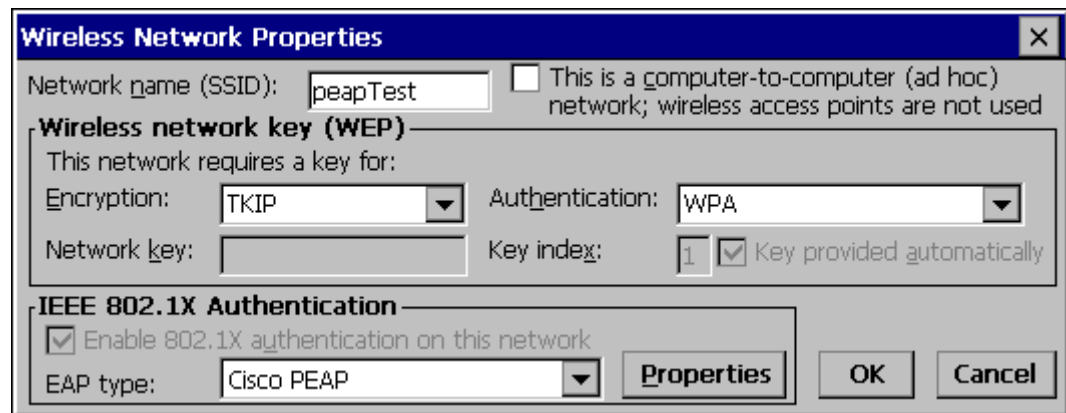 Wireless Network Properties
Network name (SSID): peapTest
This is a computer-to-computer (ad hoc)
network; wireless access points are not used
Wireless network key (WEP)
This network requires a key for:
Encryption: TKIP Authentication: WPA
Network key: Key index: 1 Key provided automatically
IEEE 802.1X Authentication
Enable 802.1X authentication on this network
EAP type: Cisco PEAP Properties OK Cancel